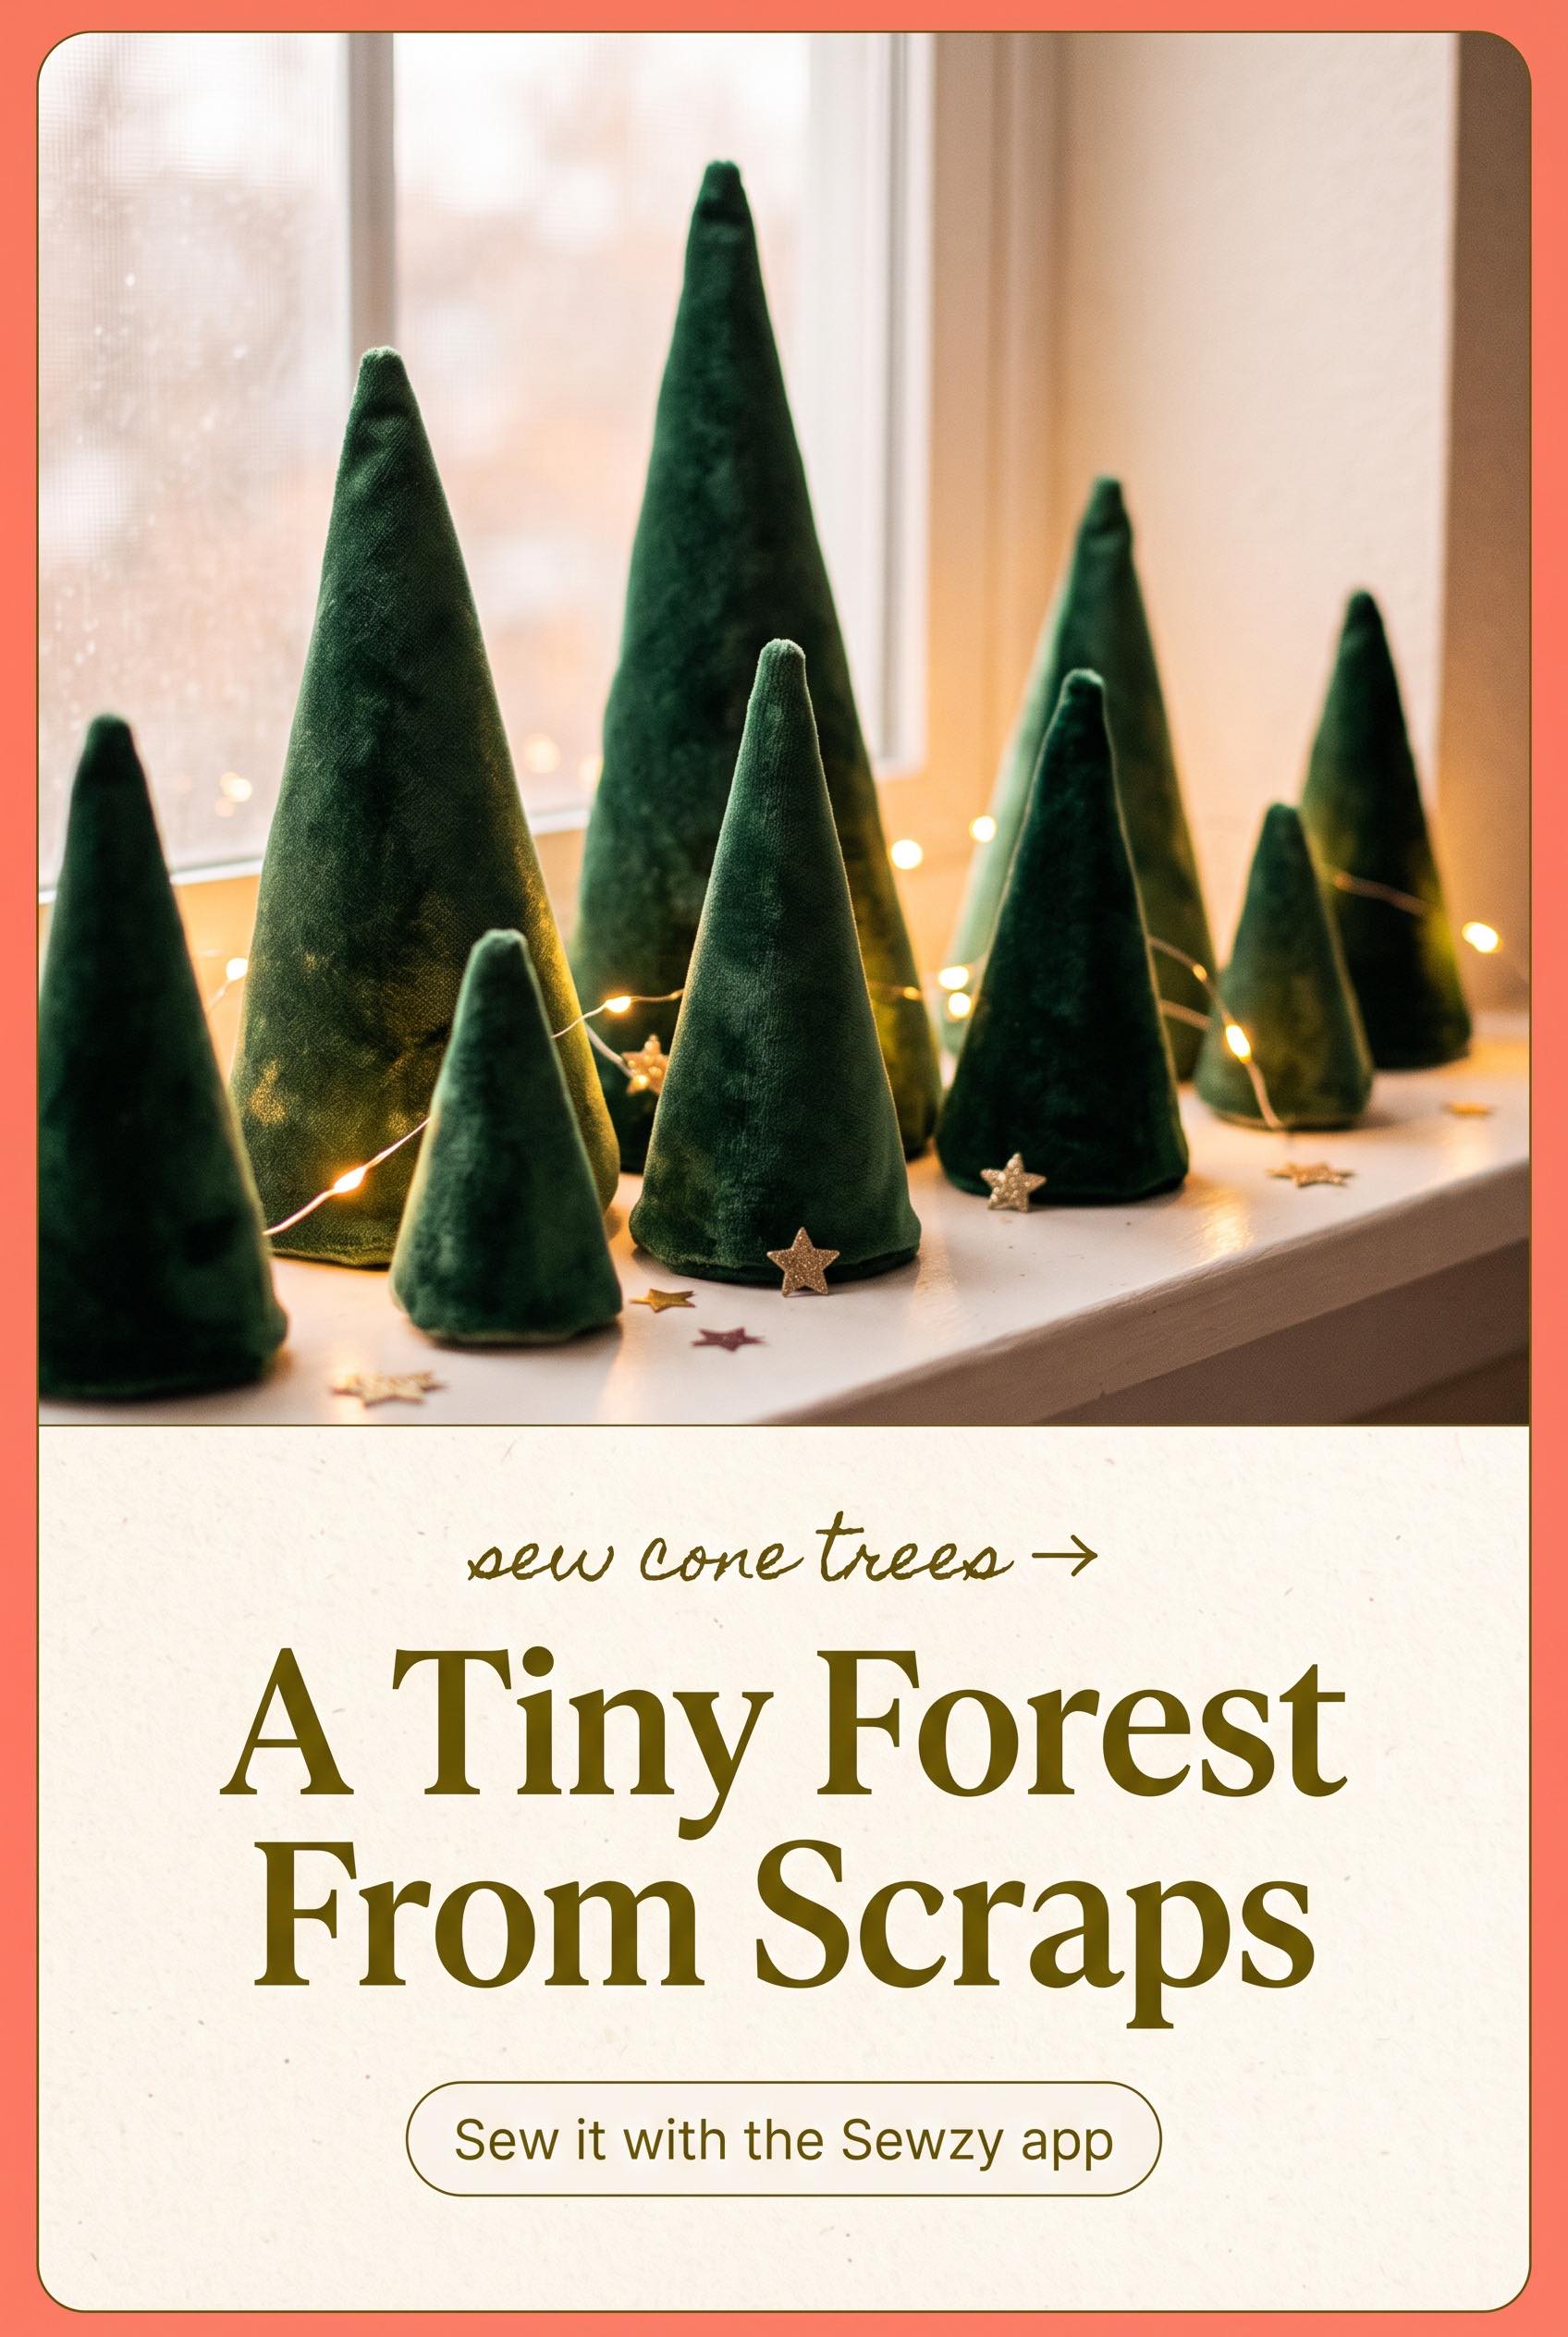 sew cone trees →
A Tiny Forest
From Scraps
Sew it with the Sewzy app